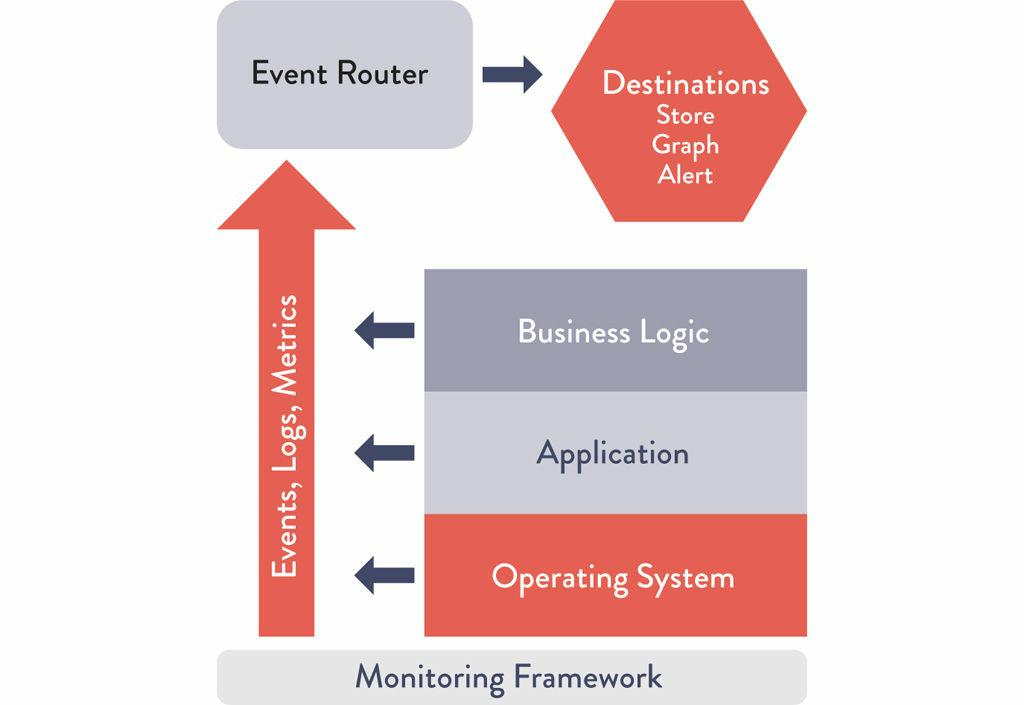 Event Router
Destinations
Store
Graph
Alert
Events, Logs, Metrics
Business Logic
Application
Operating System
Monitoring Framework